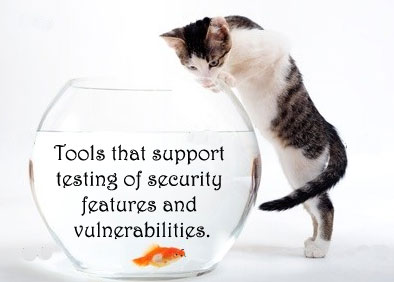 Tools that support
testing of security
features and
vulnerabilities.